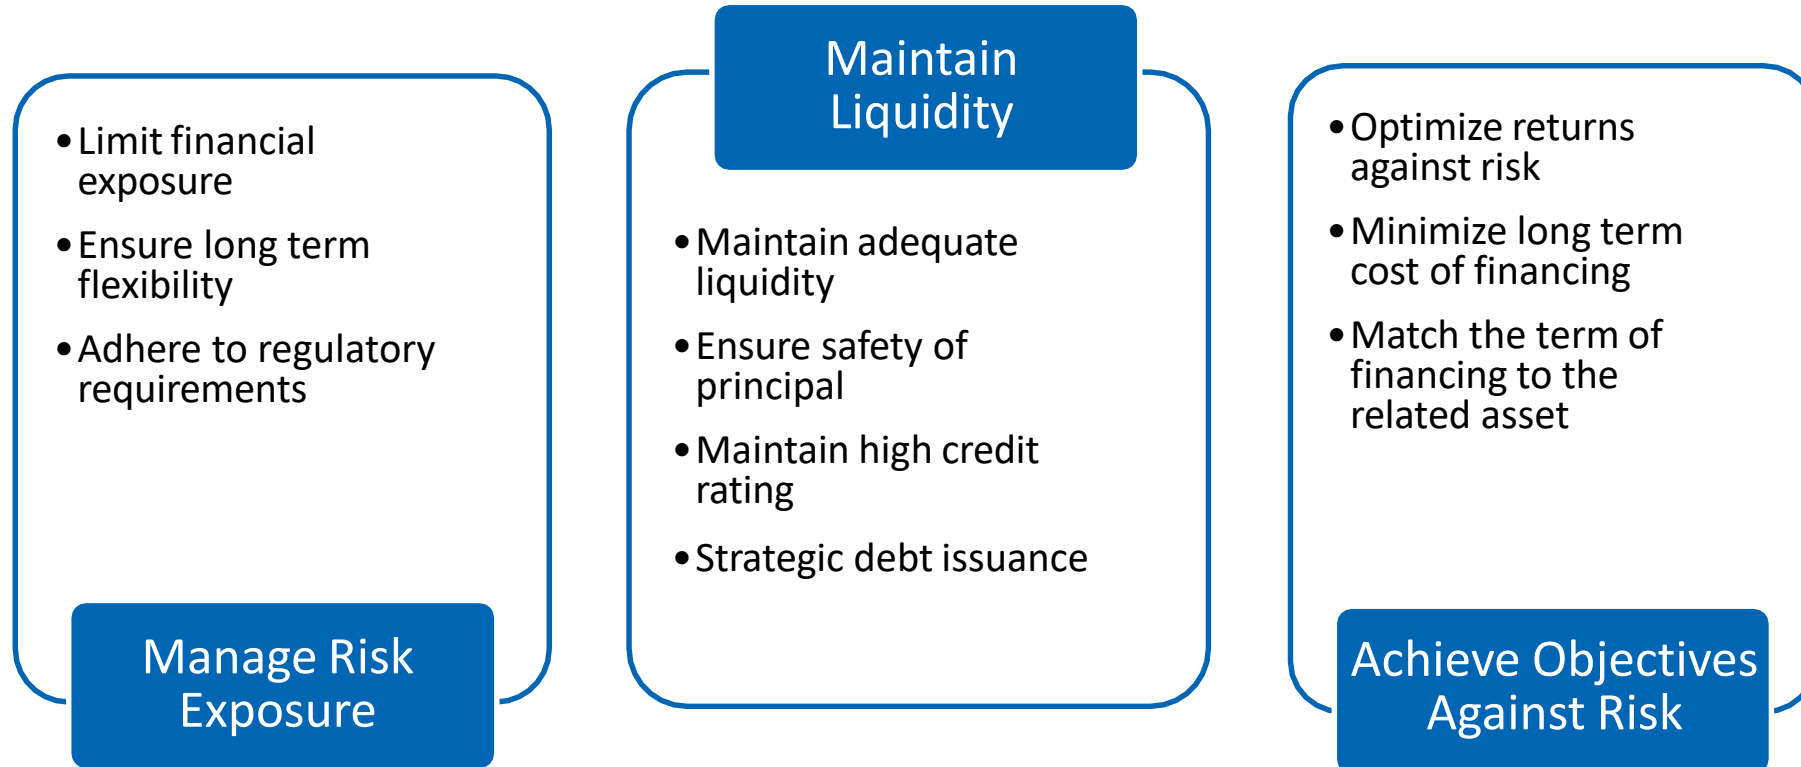 •Limit financial
exposure
•Ensure long term
flexibility
•Adhere to regulatory
requirements
Manage Risk
Exposure
Maintain
Liquidity
•Maintain adequate
liquidity
•Ensure safety of
principal
•Maintain high credit
rating
•Strategic debt issuance
•Optimize returns
against risk
•Minimize long term
cost of financing
•Match the term of
financing to the
related asset
Achieve Objectives
Against Risk